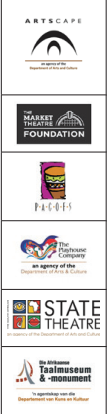 ARTSCAPE
an agency of the
Department of Arts and Culture
THE
MARKET
THEATRE
FOUNDATION
P·A·C·O·F·S
The
Playhouse
Company
an agency of the
Department of Arts & Culture
STATE
THEATRE
an agency of the Department of Arts and Culture
Die Afrikaanse
Taalmuseum
& -monument
'n agentskap van die
Departement van Kuns en Kultuur